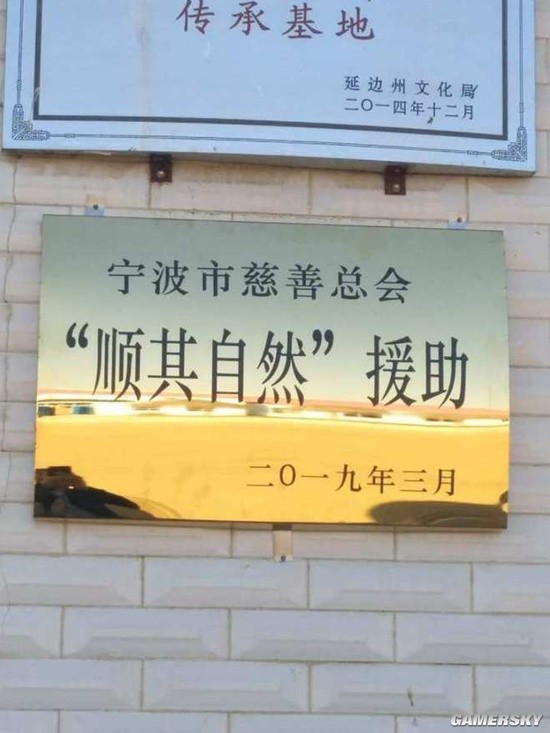 传承基地
延边州文化局
二〇一四年十二月
宁波市慈善总会
“顺其自然”援助
二〇一九年三月
GAMERSKY